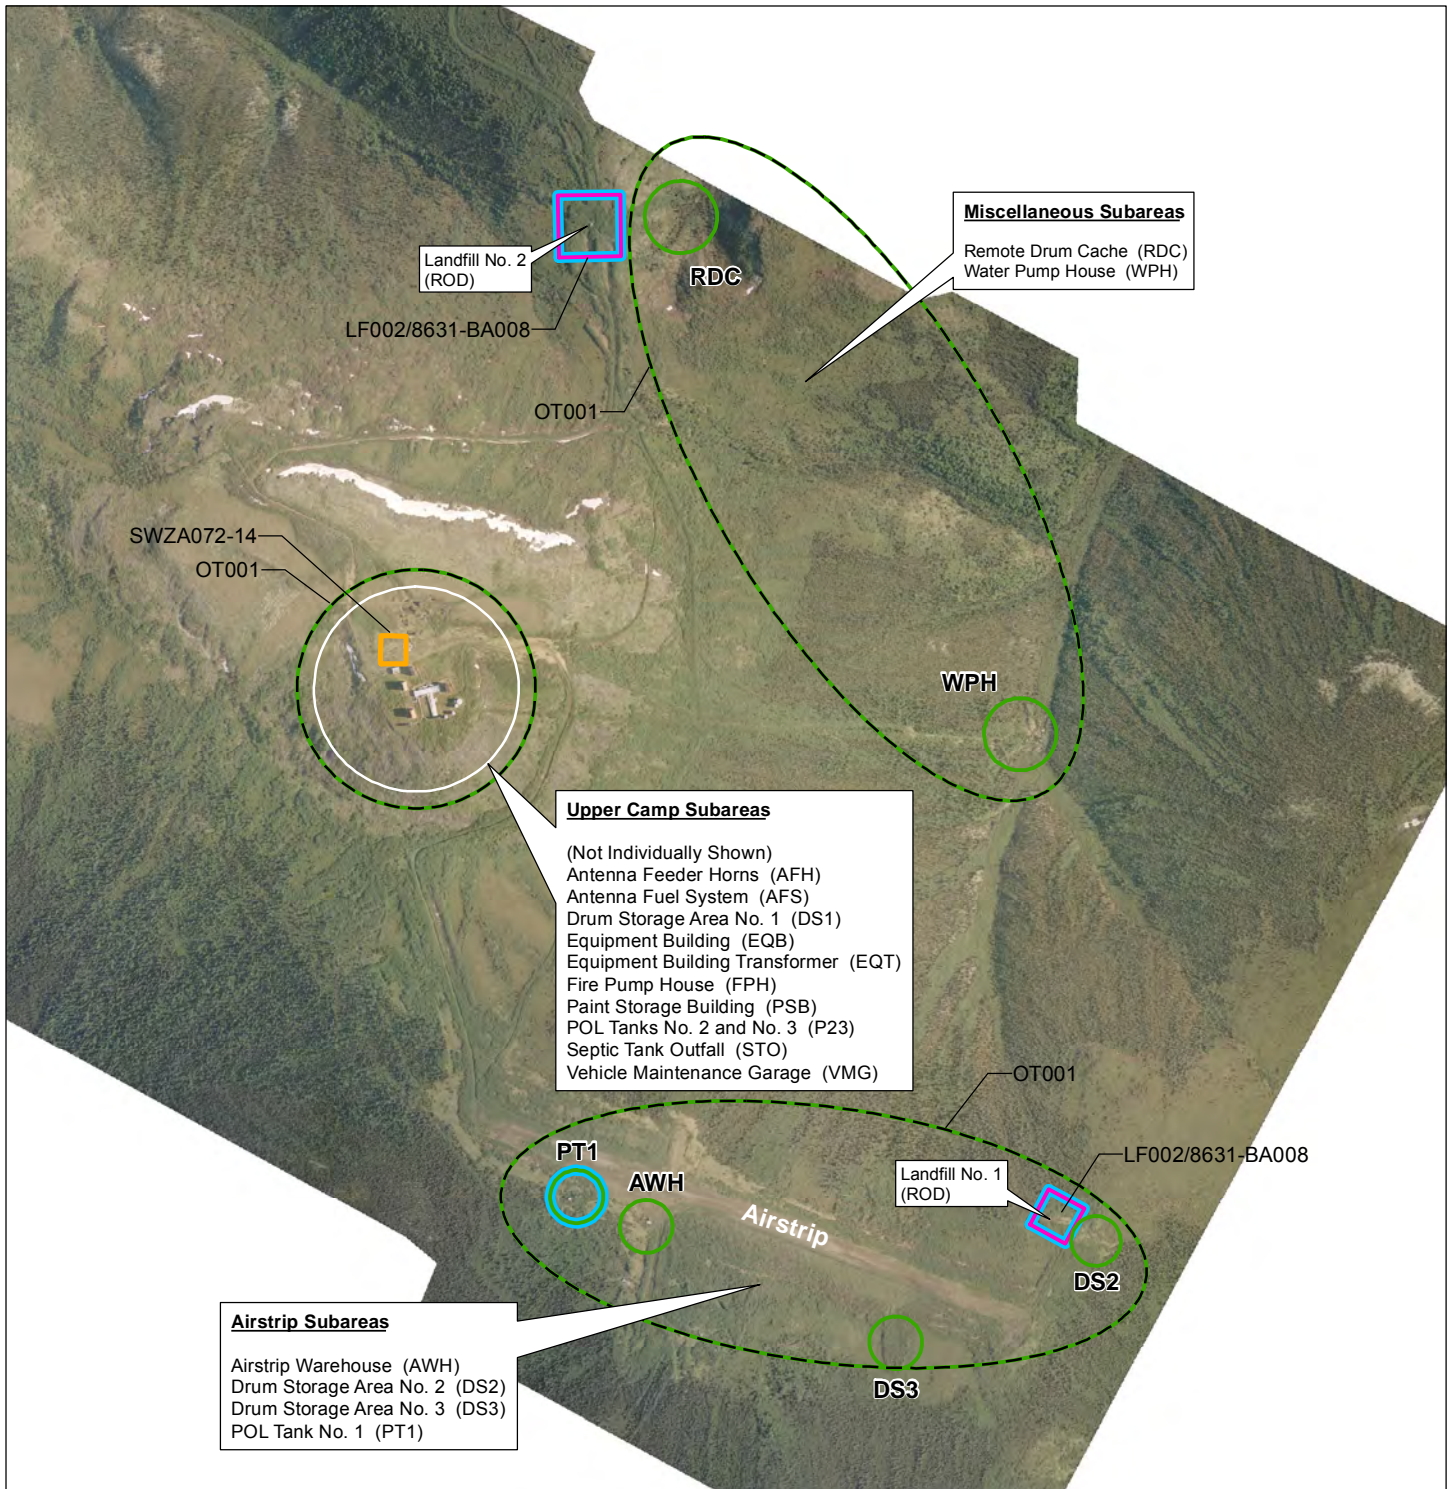 Miscellaneous Subareas
Remote Drum Cache (RDC)
Water Pump House (WPH)
Landfill No. 2
(ROD)
RDC
LF002/8631-BA008
OT001
SWZA072-14
OT001
WPH
Upper Camp Subareas
(Not Individually Shown)
Antenna Feeder Horns (AFH)
Antenna Fuel System (AFS)
Drum Storage Area No. 1 (DS1)
Equipment Building (EQB)
Equipment Building Transformer (EQT)
Fire Pump House (FPH)
Paint Storage Building (PSB)
POL Tanks No. 2 and No. 3 (P23)
Septic Tank Outfall (STO)
Vehicle Maintenance Garage (VMG)
OT001
PT1
AWH
Airstrip
Landfill No. 1
(ROD)
LF002/8631-BA008
DS2
DS3
Airstrip Subareas
Airstrip Warehouse (AWH)
Drum Storage Area No. 2 (DS2)
Drum Storage Area No. 3 (DS3)
POL Tank No. 1 (PT1)